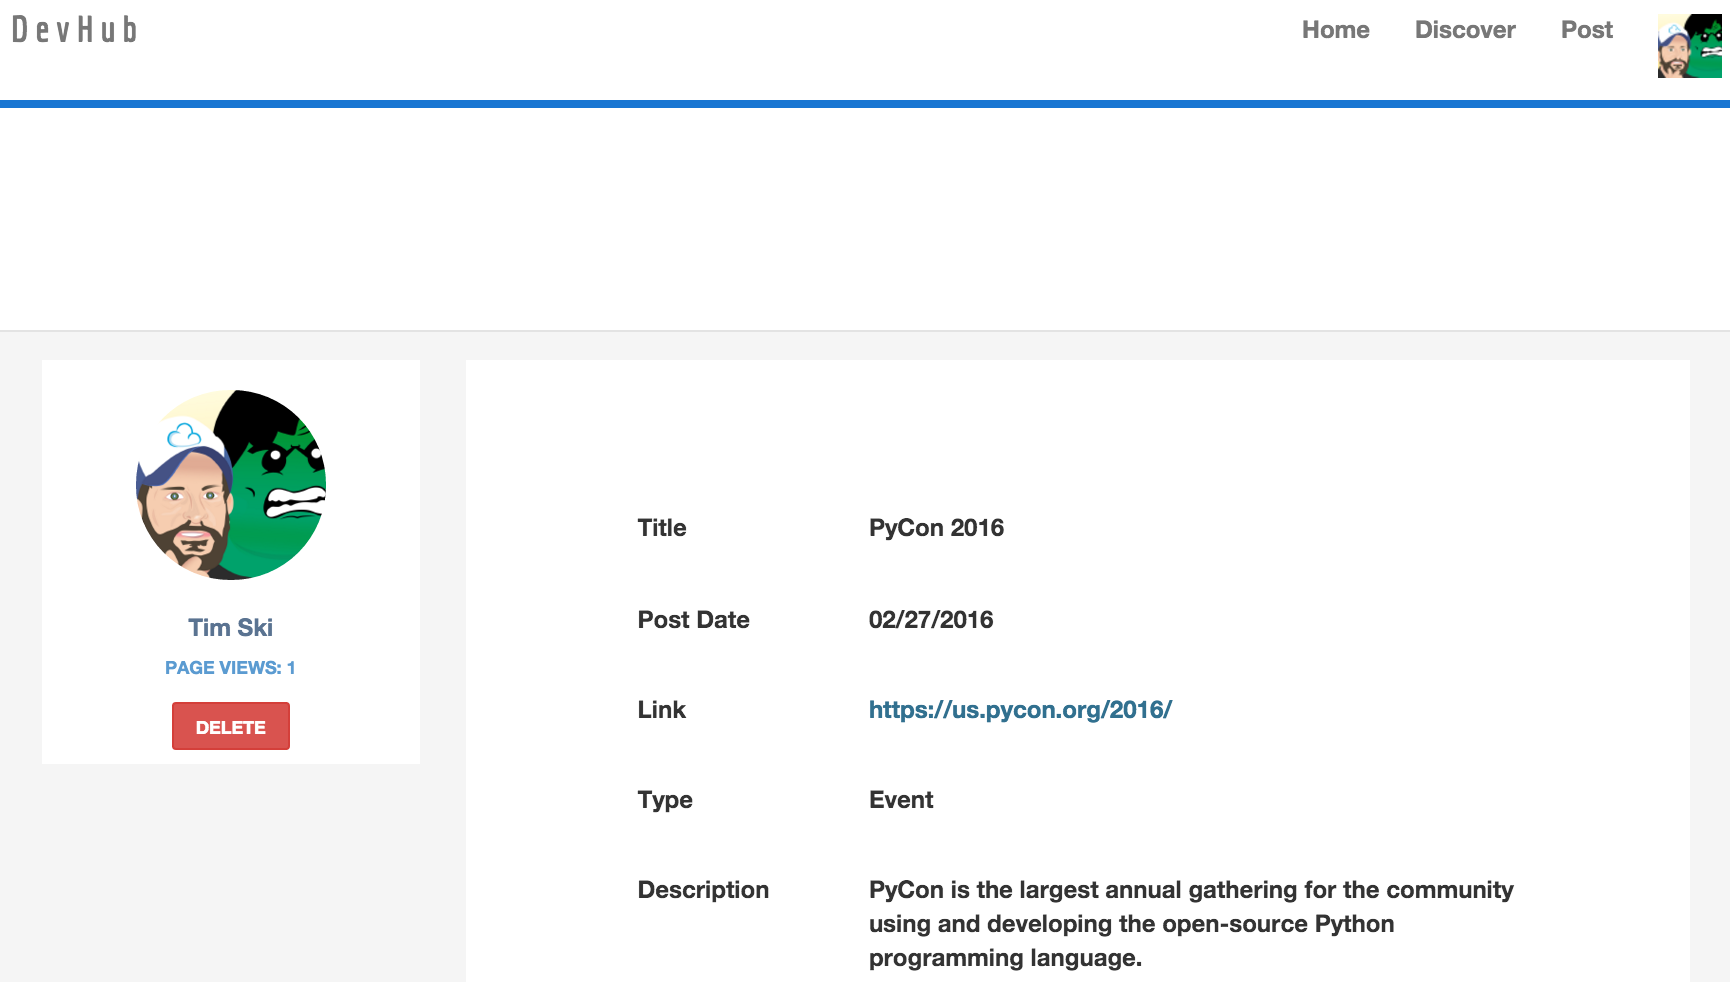 DevHub
Home Discover Post
Tim Ski
PAGE VIEWS: 1
DELETE
Title PyCon 2016
Post Date 02/27/2016
Link https://us.pycon.org/2016/
Type Event
Description PyCon is the largest annual gathering for the community
using and developing the open-source Python
programming language.